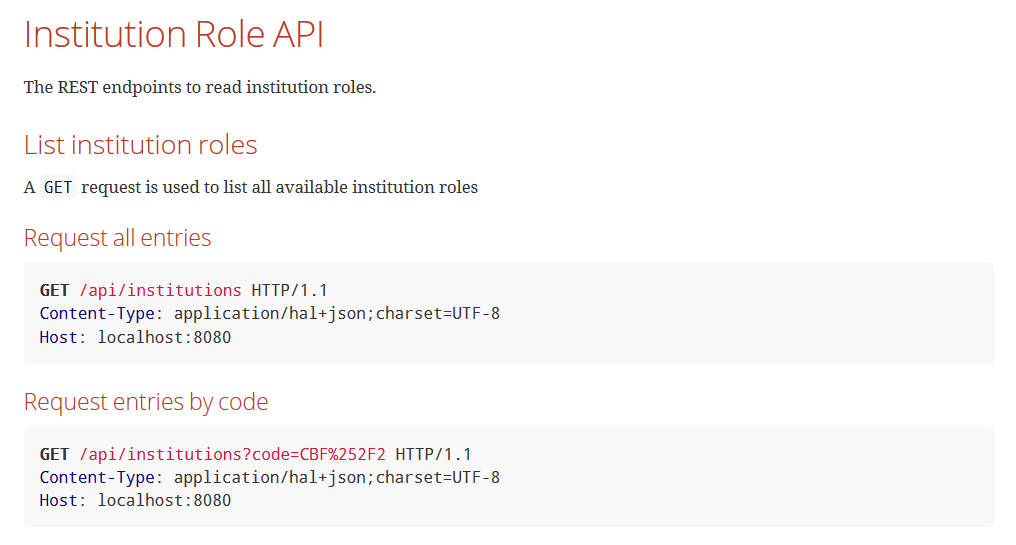 Institution Role API
The REST endpoints to read institution roles.
List institution roles
A GET request is used to list all available institution roles
Request all entries
GET /api/institutions HTTP/1.1
Content-Type: application/hal+json;charset=UTF-8
Host: localhost:8080
Request entries by code
GET /api/institutions?code=CBF%252F2 HTTP/1.1
Content-Type: application/hal+json;charset=UTF-8
Host: localhost:8080